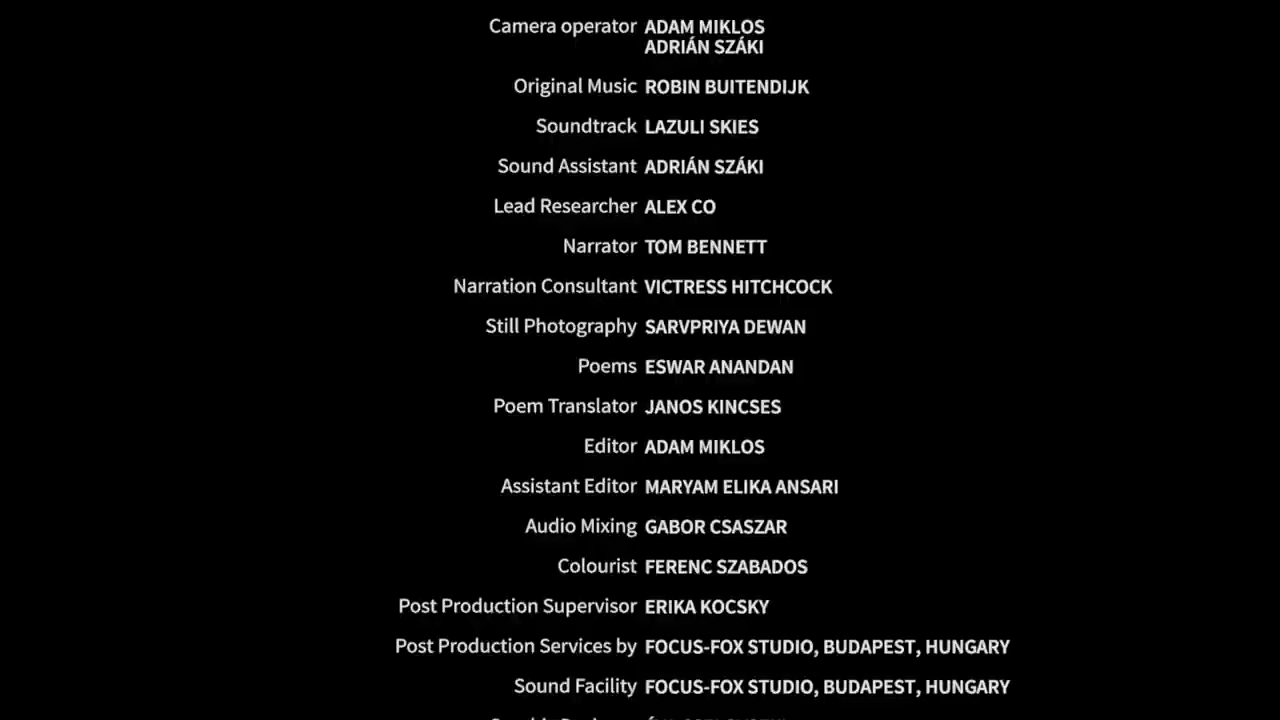 Camera operator ADAM MIKLOS
ADRIÁN SZÁKI
Original Music ROBIN BUITENDIJK
Soundtrack LAZULI SKIES
Sound Assistant ADRIÁN SZÁKI
Lead Researcher ALEX CO
Narrator TOM BENNETT
Narration Consultant VICTRESS HITCHCOCK
Still Photography SARVPRIYA DEWAN
Poems ESWAR ANANDAN
Poem Translator JANOS KINCSES
Editor ADAM MIKLOS
Assistant Editor MARYAM ELIKA ANSARI
Audio Mixing GABOR CSASZAR
Colourist FERENC SZABADOS
Post Production Supervisor ERIKA KOCSKY
Post Production Services by FOCUS-FOX STUDIO, BUDAPEST, HUNGARY
Sound Facility FOCUS-FOX STUDIO, BUDAPEST, HUNGARY